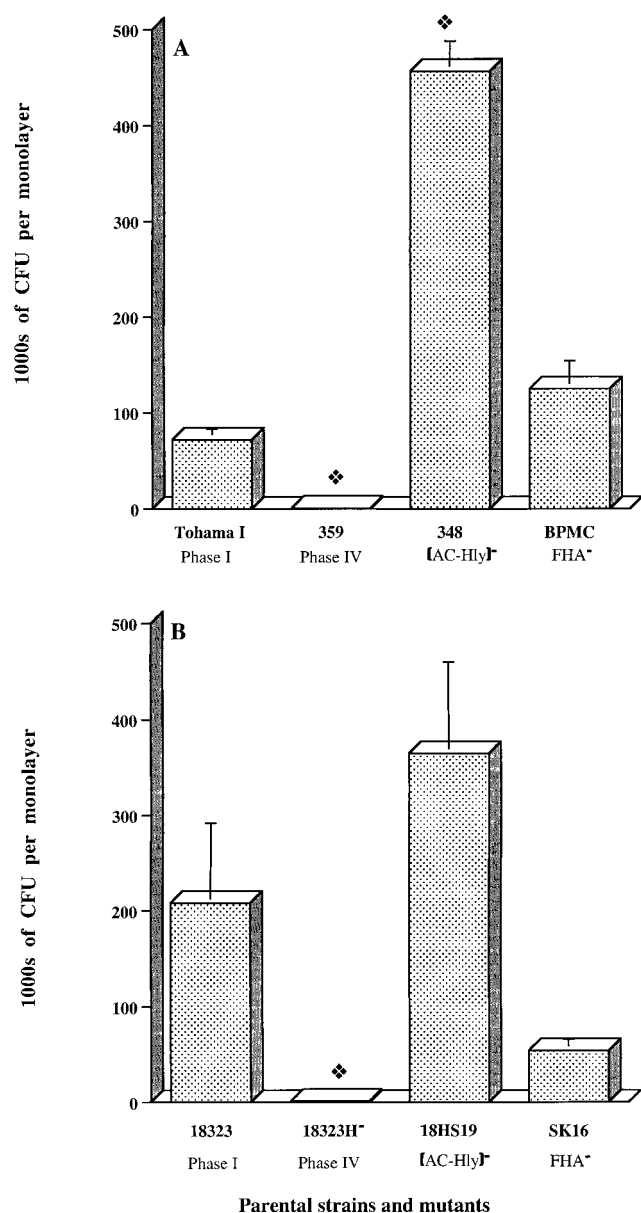 A
500
400
300
200
100
0
1000s of CFU per monolayer
Tohama I 359 348 BPMC
Phase I Phase IV (AC-Hly)- FHA-
B
500
400
300
200
100
0
1000s of CFU per monolayer
18323 18323H- 18HS19 SK16
Phase I Phase IV (AC-Hly)- FHA-
Parental strains and mutants